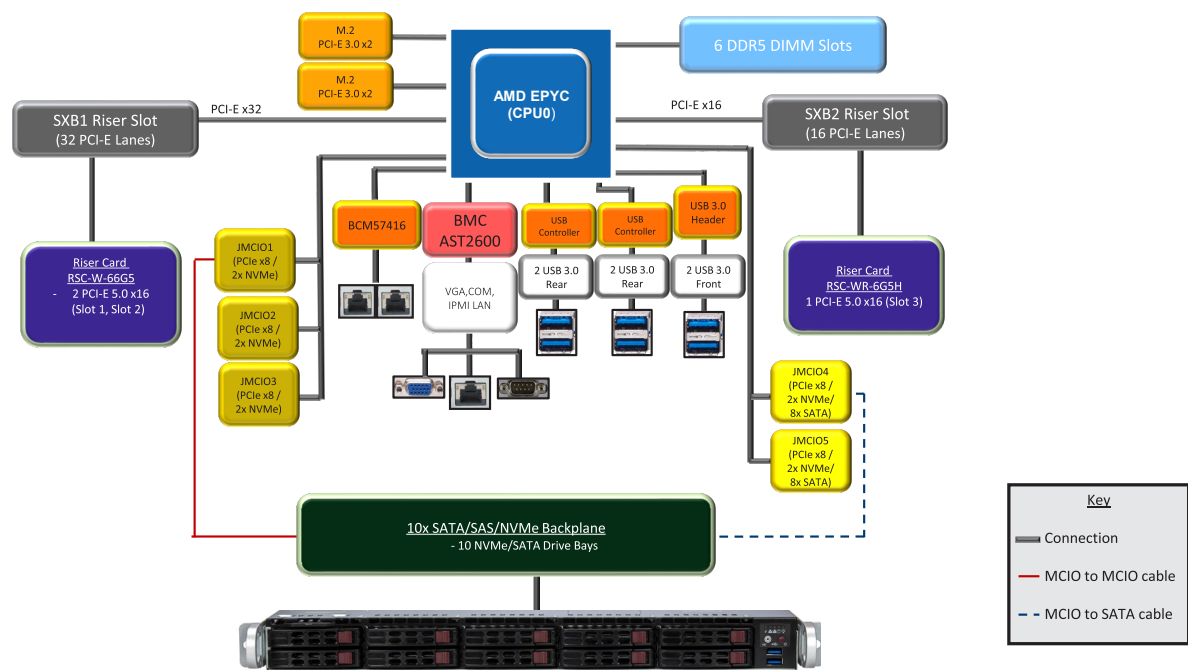 M.2
PCI-E 3.0 x2
M.2
PCI-E 3.0 x2
AMD EPYC
(CPU0)
6 DDR5 DIMM Slots
PCI-E x32
PCI-E x16
SXB1 Riser Slot
(32 PCI-E Lanes)
SXB2 Riser Slot
(16 PCI-E Lanes)
BCM57416
BMC
AST2600
USB
Controller
USB
Controller
USB 3.0
Header
VGA,COM,
IPMI LAN
2 USB 3.0
Rear
2 USB 3.0
Rear
2 USB 3.0
Front
Riser Card
RSC-W-66G5
- 2 PCI-E 5.0 x16
(Slot 1, Slot 2)
JMCIO1
(PCIe x8 /
2x NVMe)
JMCIO2
(PCIe x8 /
2x NVMe)
JMCIO3
(PCIe x8 /
2x NVMe)
Riser Card
RSC-WR-6G5H
1 PCI-E 5.0 x16 (Slot 3)
JMCIO4
(PCIe x8 /
2x NVMe/
8x SATA)
JMCIO5
(PCIe x8 /
2x NVMe/
8x SATA)
10x SATA/SAS/NVMe Backplane
- 10 NVMe/SATA Drive Bays
Key
Connection
MCIO to MCIO cable
MCIO to SATA cable